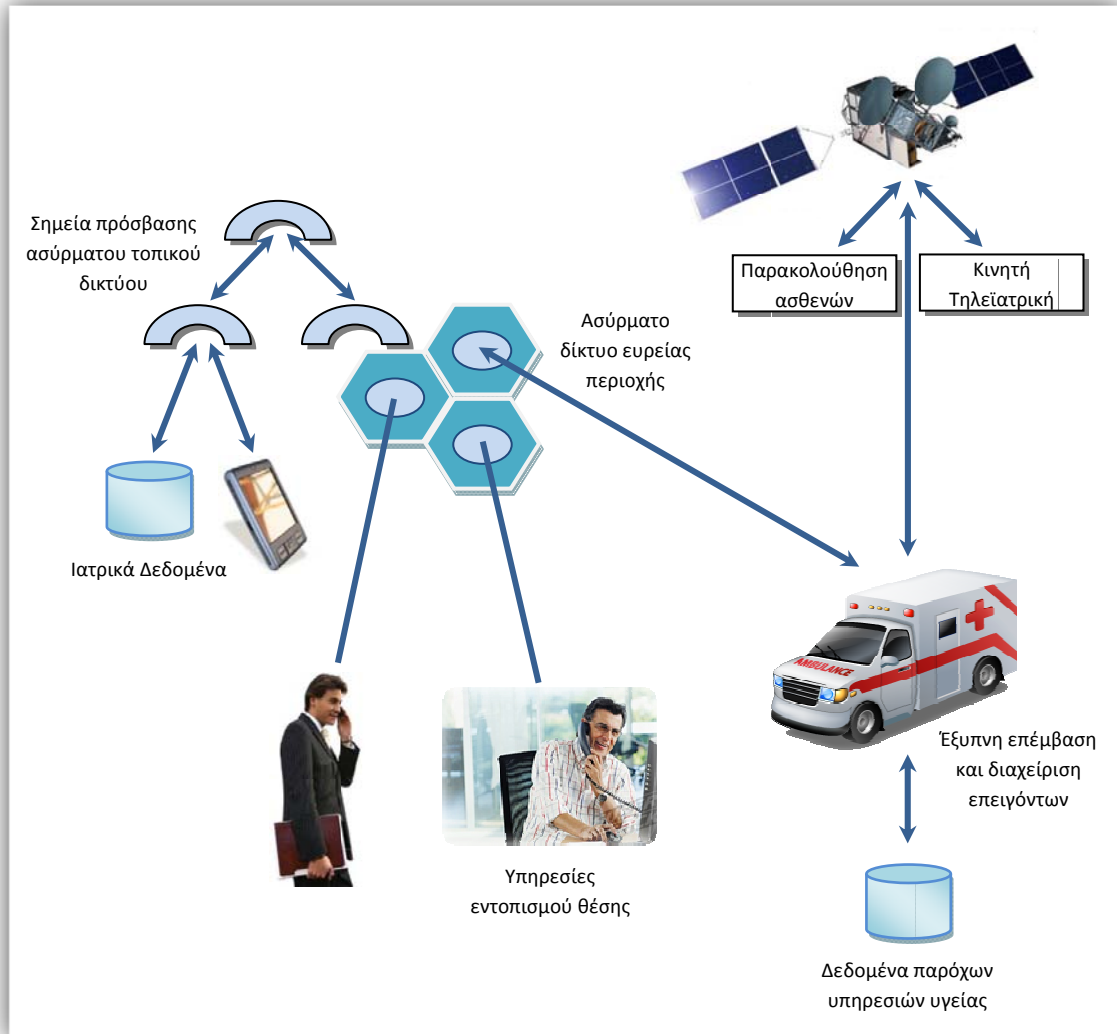 Σημεία πρόσβασης
ασύρματου τοπικού
δικτύου
Παρακολούθηση
ασθενών
Κινητή
Τηλεϊατρική
Ασύρματο
δίκτυο ευρείας
περιοχής
Ιατρικά Δεδομένα
AMBULANCE
Έξυπνη επέμβαση
και διαχείριση
επειγόντων
Υπηρεσίες
εντοπισμού θέσης
Δεδομένα παρόχων
υπηρεσιών υγείας